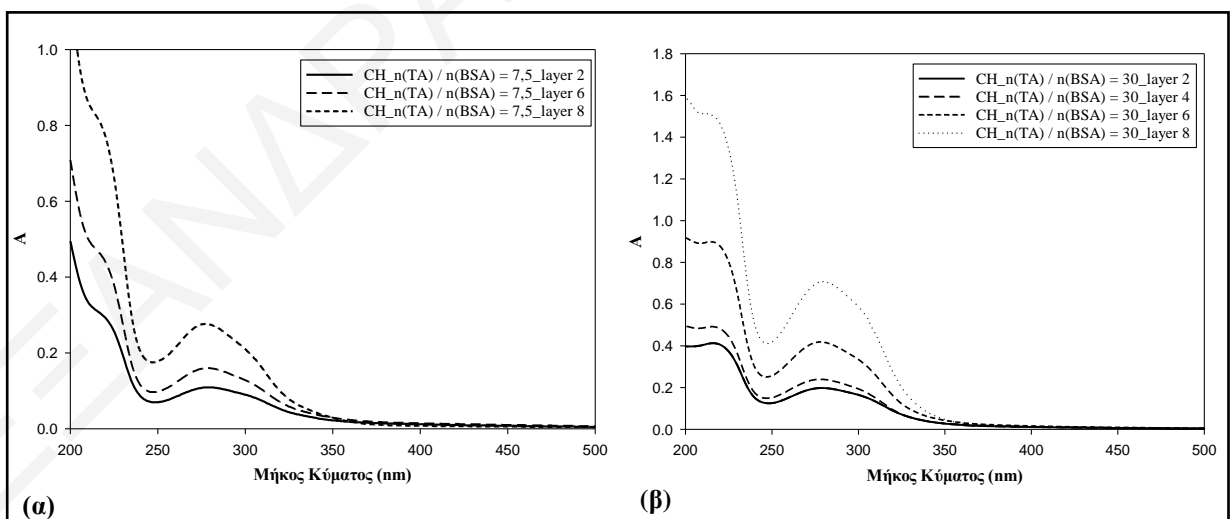 1.0
0.8
0.6
0.4
0.2
0.0
A
200 250 300 350 400 450 500
Μήκος Κύματος (nm)
CH_n(TA) / n(BSA) = 7,5_layer 2
CH_n(TA) / n(BSA) = 7,5_layer 6
CH_n(TA) / n(BSA) = 7,5_layer 8
(α)
1.8
1.6
1.4
1.2
1.0
0.8
0.6
0.4
0.2
0.0
A
200 250 300 350 400 450 500
Μήκος Κύματος (nm)
CH_n(TA) / n(BSA) = 30_layer 2
CH_n(TA) / n(BSA) = 30_layer 4
CH_n(TA) / n(BSA) = 30_layer 6
CH_n(TA) / n(BSA) = 30_layer 8
(β)